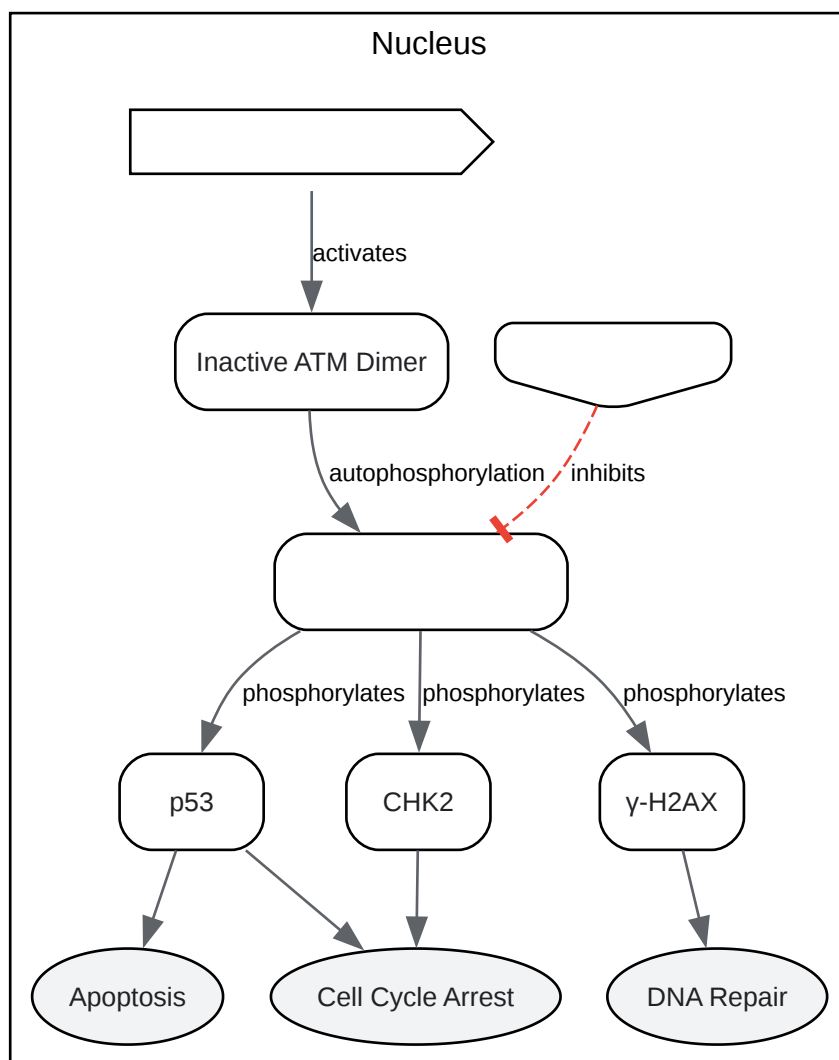 Nucleus
activates
Inactive ATM Dimer
autophosphorylation
inhibits
phosphorylates
phosphorylates
phosphorylates
p53
CHK2
γ-H2AX
Apoptosis
Cell Cycle Arrest
DNA Repair